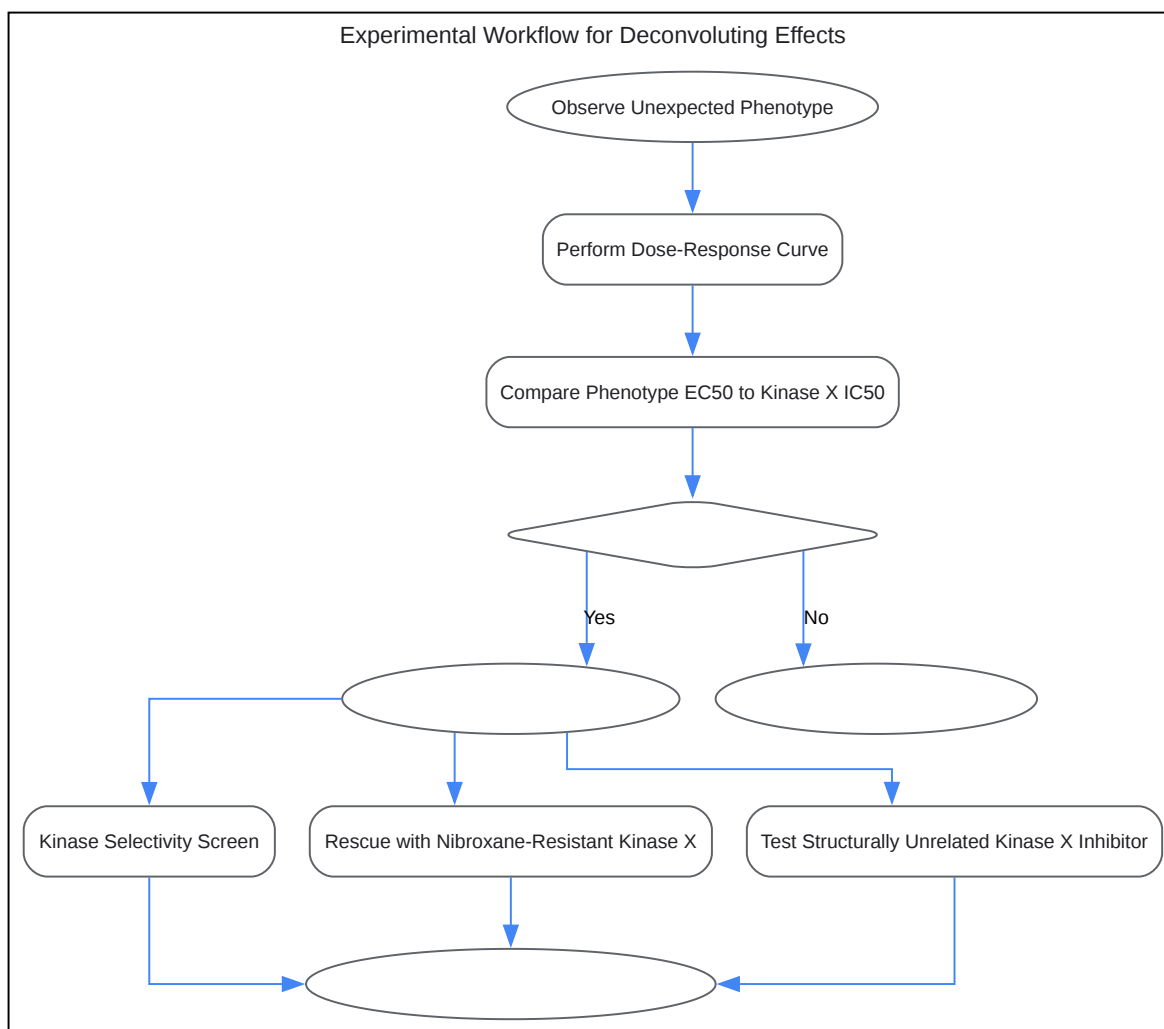 Experimental Workflow for Deconvoluting Effects
Observe Unexpected Phenotype
Perform Dose-Response Curve
Compare Phenotype EC50 to Kinase X IC50
Yes
No
Kinase Selectivity Screen
Rescue with Nibroxane-Resistant Kinase X
Test Structurally Unrelated Kinase X Inhibitor